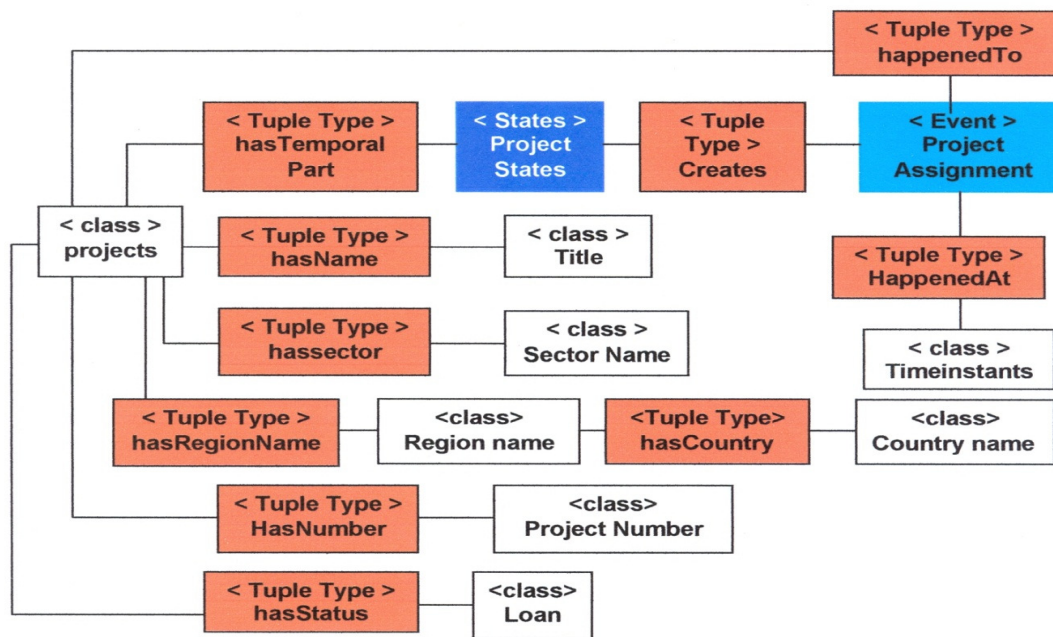 < Tuple Type >
happenedTo
< Tuple Type >
hasTemporal
Part
< States >
Project
States
< Tuple
Type >
Creates
< Event >
Project
Assignment
< class >
projects
< Tuple Type >
hasName
< class >
Title
< Tuple Type >
HappenedAt
< Tuple Type >
hassector
< class >
Sector Name
< class >
Timeinstants
< Tuple Type >
hasRegionName
<class>
Region name
<Tuple Type>
hasCountry
<class>
Country name
< Tuple Type >
HasNumber
<class>
Project Number
< Tuple Type >
hasStatus
<class>
Loan